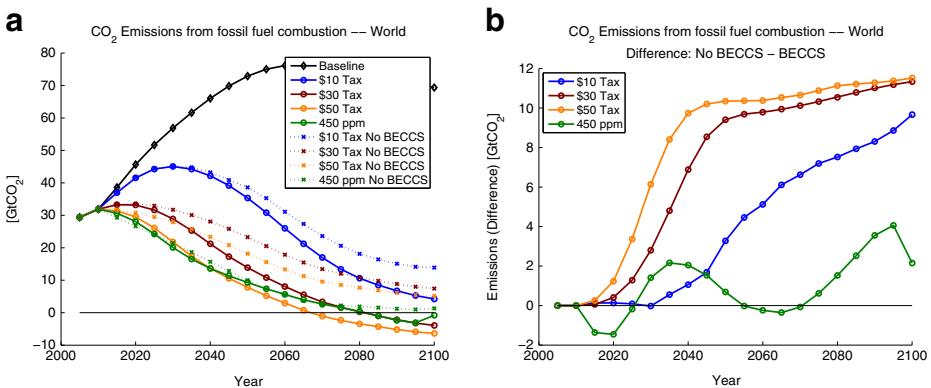 a
CO2 Emissions from fossil fuel combustion −− World
80
70
60
50
40
30
20
10
0
−10
[GtCO2]
Baseline
$10 Tax
$30 Tax
$50 Tax
450 ppm
$10 Tax No BECCS
$30 Tax No BECCS
$50 Tax No BECCS
450 ppm No BECCS
2000 2020 2040 2060 2080 2100
Year
b
CO2 Emissions from fossil fuel combustion −− World
Difference: No BECCS − BECCS
12
10
8
6
4
2
0
−2
Emissions (Difference) [GtCO2]
$10 Tax
$30 Tax
$50 Tax
450 ppm
2000 2020 2040 2060 2080 2100
Year